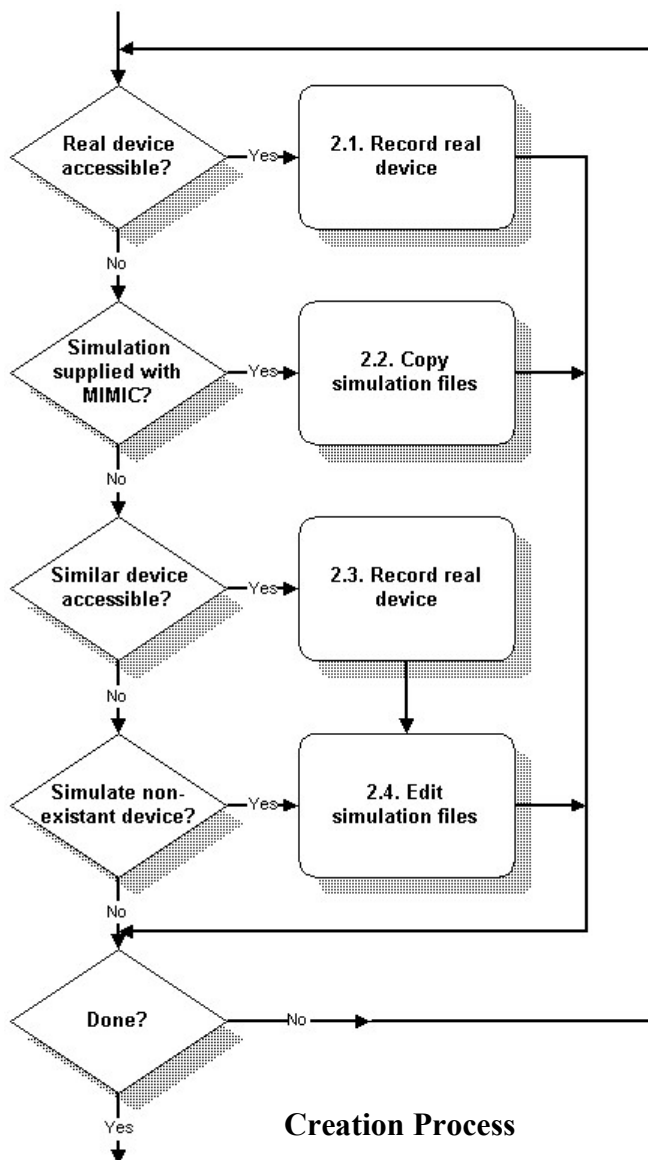 Real device
accessible?
Yes
2.1. Record real
device
No
Simulation
supplied with
MIMIC?
Yes
2.2. Copy
simulation files
No
Similar device
accessible?
Yes
2.3. Record real
device
No
Simulate non-
existant device?
Yes
2.4. Edit
simulation files
No
Done?
No
Yes
Creation Process